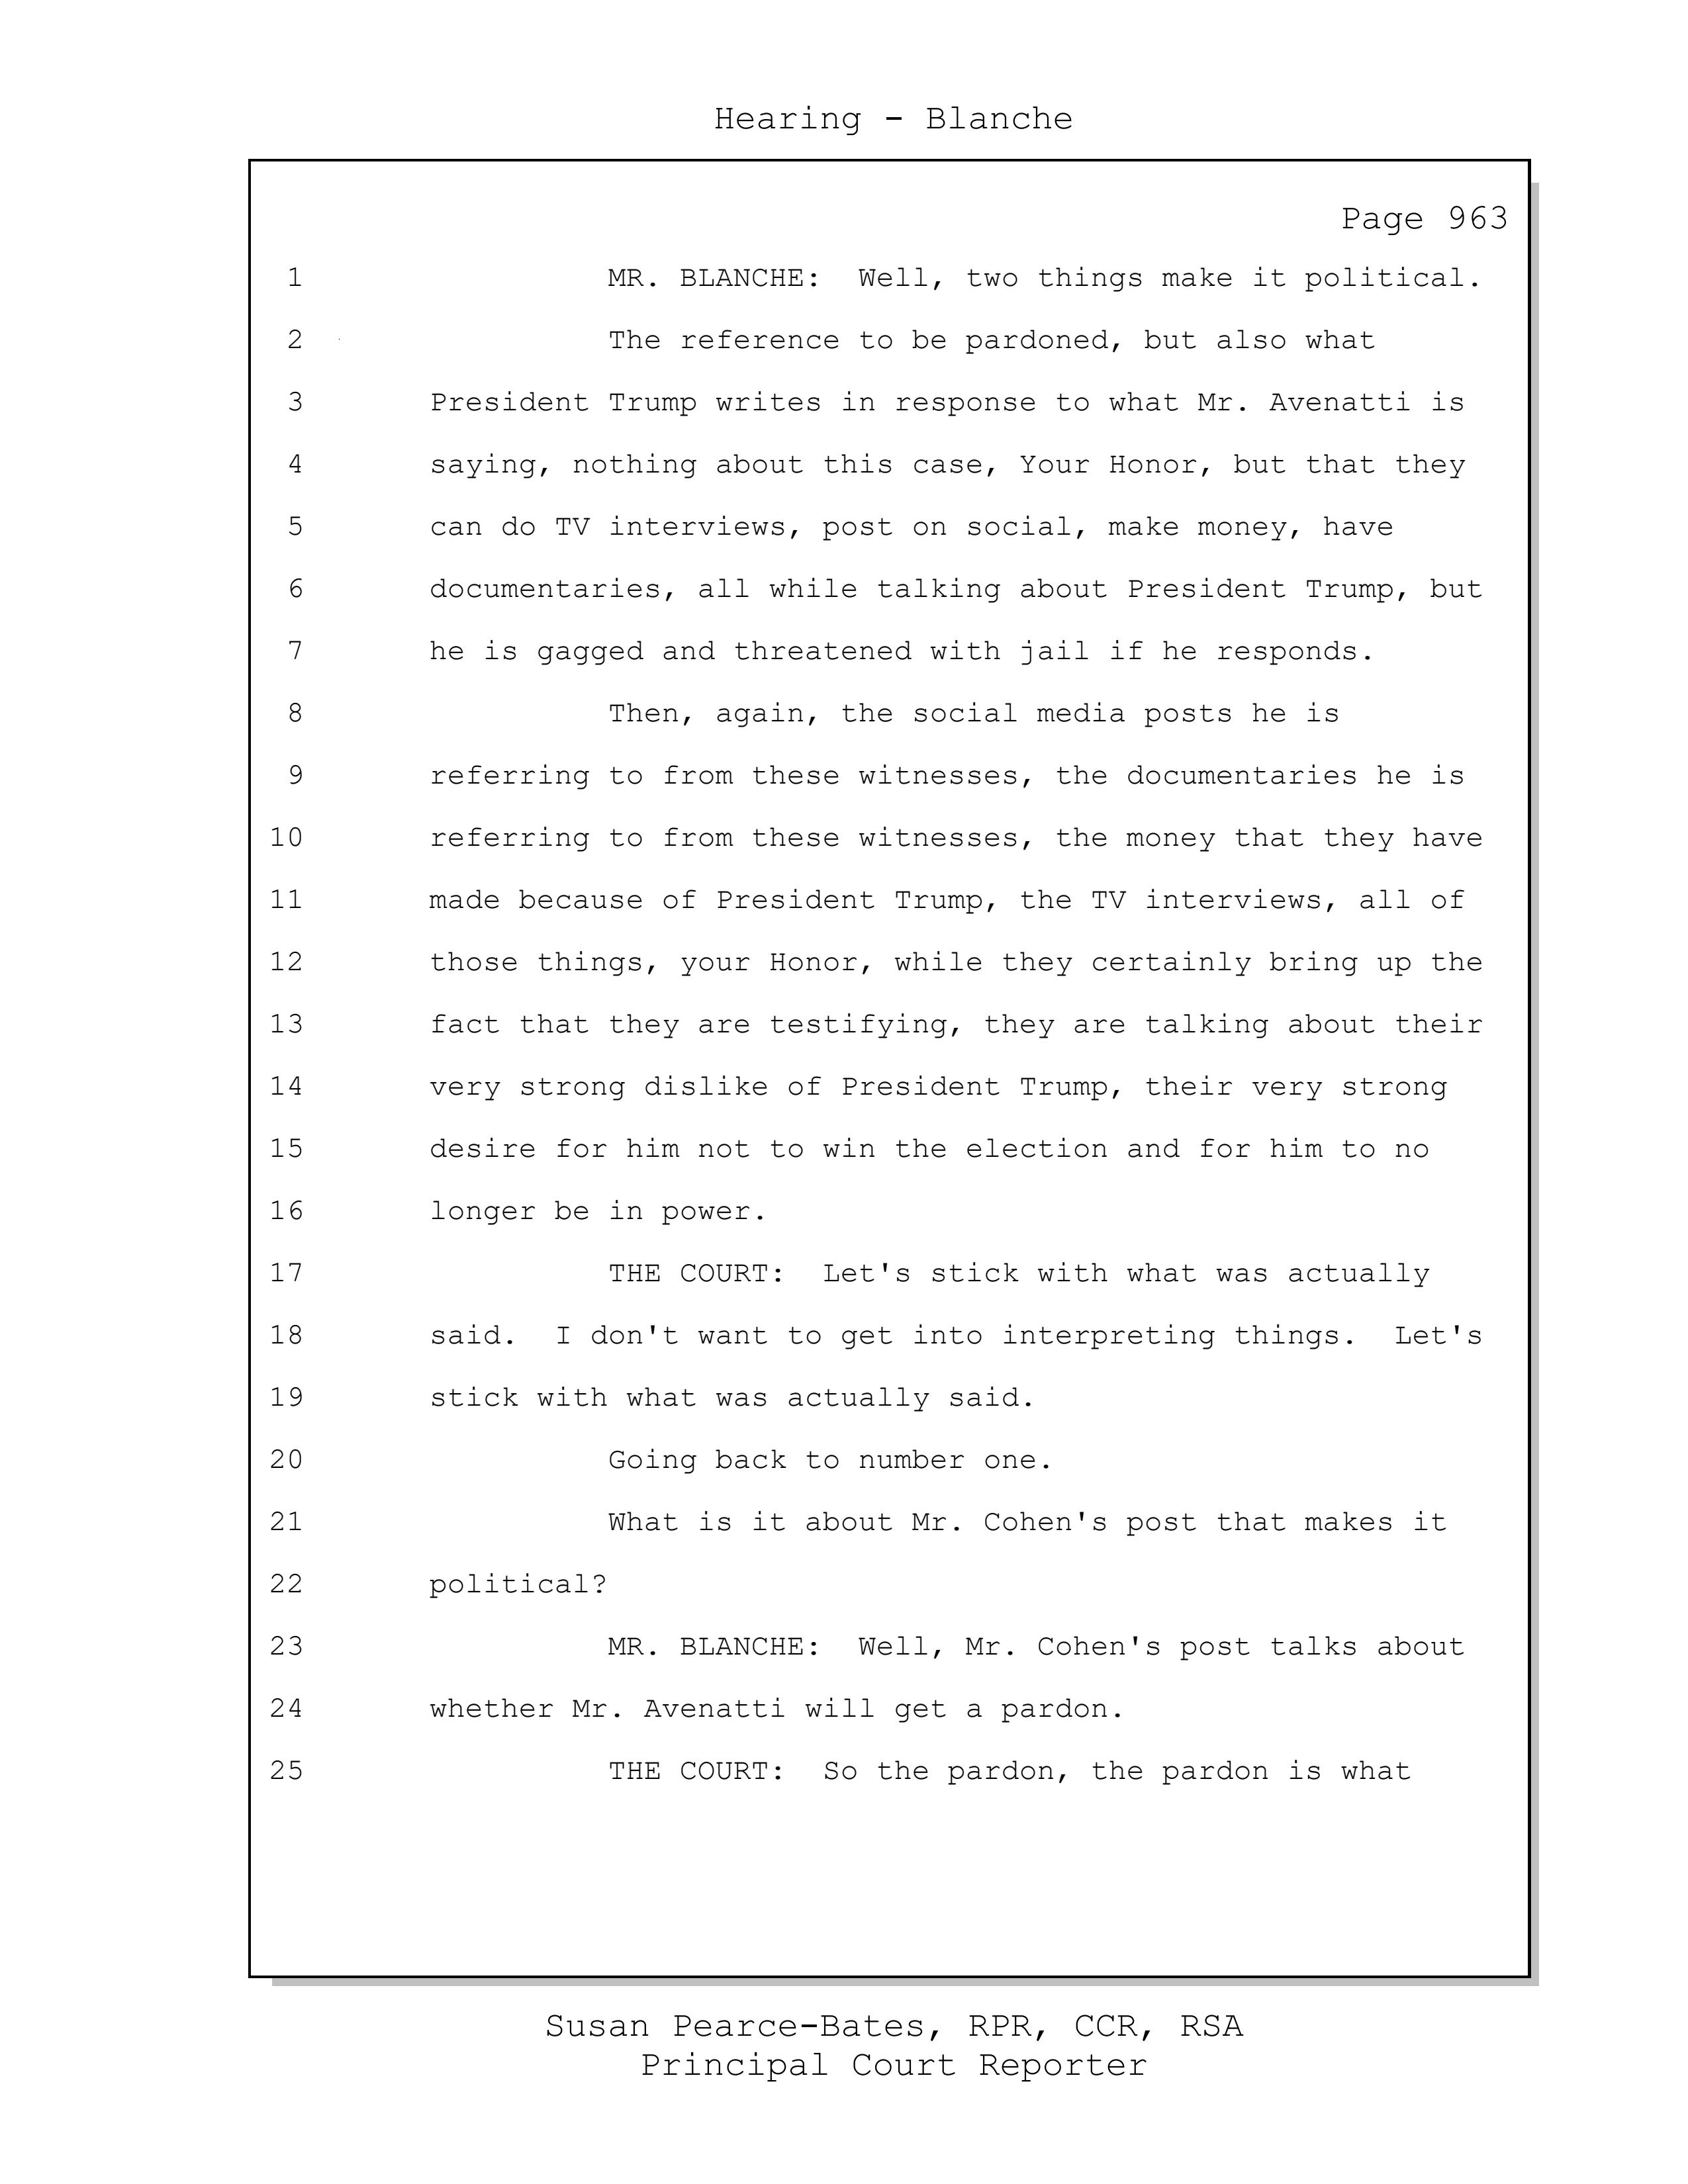 Hearing - Blanche
Page 963
1 MR. BLANCHE: Well, two things make it political.
2 The reference to be pardoned, but also what
3 President Trump writes in response to what Mr. Avenatti is
4 saying, nothing about this case, Your Honor, but that they
5 can do TV interviews, post on social, make money, have
6 documentaries, all while talking about President Trump, but
7 he is gagged and threatened with jail if he responds.
8 Then, again, the social media posts he is
9 referring to from these witnesses, the documentaries he is
10 referring to from these witnesses, the money that they have
11 made because of President Trump, the TV interviews, all of
12 those things, your Honor, while they certainly bring up the
13 fact that they are testifying, they are talking about their
14 very strong dislike of President Trump, their very strong
15 desire for him not to win the election and for him to no
16 longer be in power.
17 THE COURT: Let's stick with what was actually
18 said. I don't want to get into interpreting things. Let's
19 stick with what was actually said.
20 Going back to number one.
21 What is it about Mr. Cohen's post that makes it
22 political?
23 MR. BLANCHE: Well, Mr. Cohen's post talks about
24 whether Mr. Avenatti will get a pardon.
25 THE COURT: So the pardon, the pardon is what
Susan Pearce-Bates, RPR, CCR, RSA
Principal Court Reporter